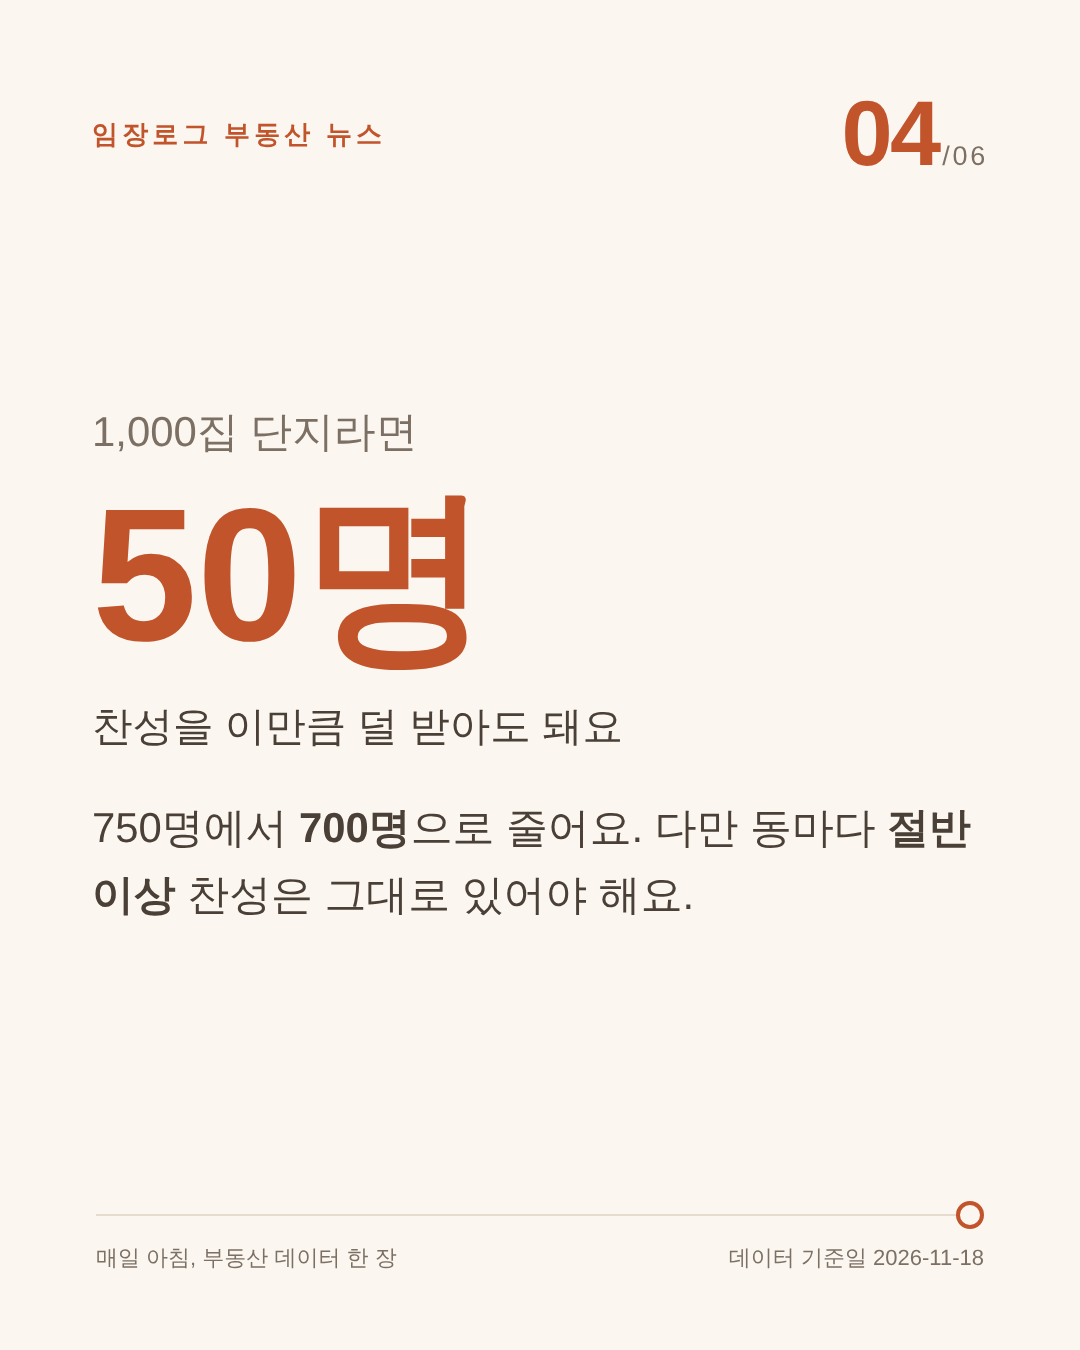 임장로그 부동산 뉴스
04/06
1,000집 단지라면
50명
찬성을 이만큼 덜 받아도 돼요
750명에서 700명으로 줄어요. 다만 동마다 절반
이상 찬성은 그대로 있어야 해요.
매일 아침, 부동산 데이터 한 장
데이터 기준일 2026-11-18